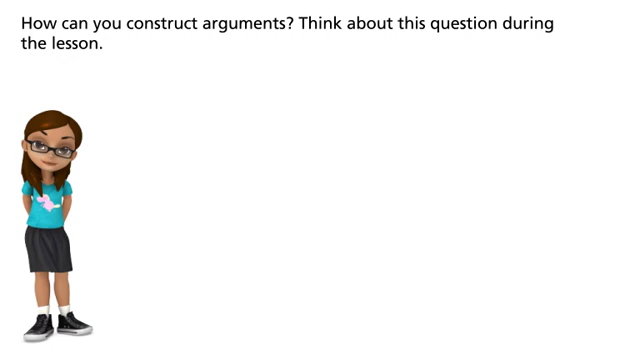 How can you construct arguments? Think about this question during
the lesson.